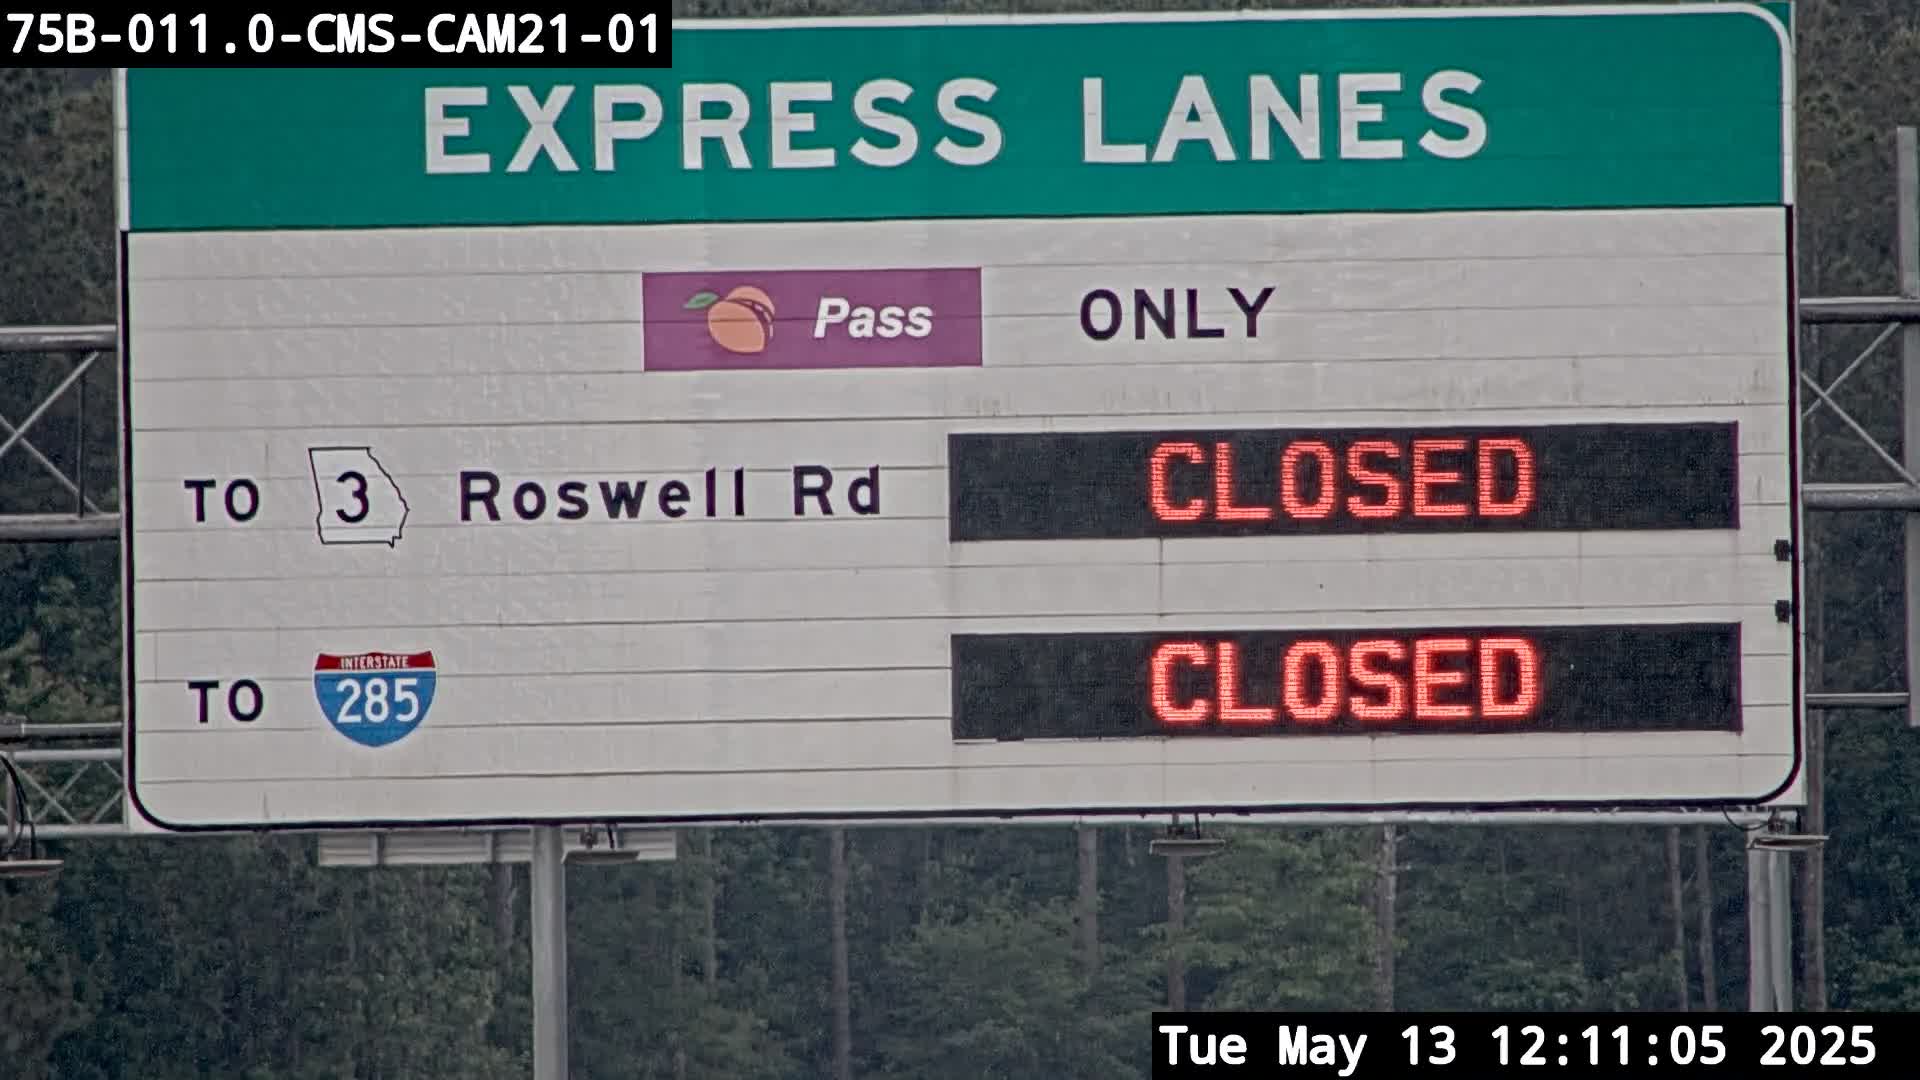 75B-011.0-CMS-CAM21-01
EXPRESS LANES
Pass ONLY
TO 3 Roswell Rd CLOSED
TO INTERSTATE 285 CLOSED
Tue May 13 12:11:05 2025